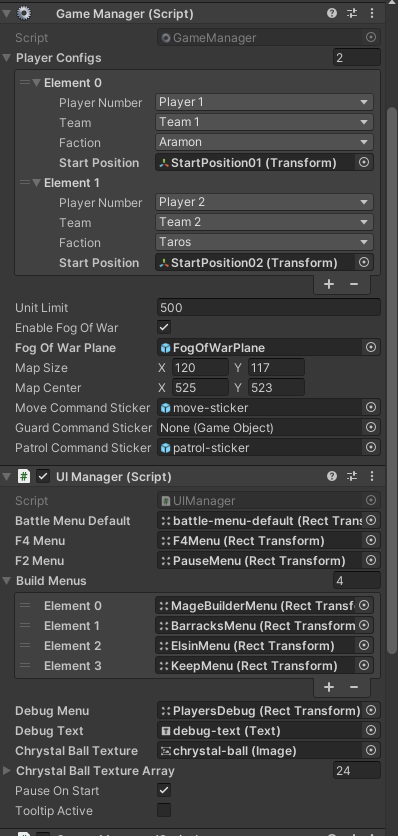 Game Manager (Script)
Script GameManager
Player Configs 2
Element 0
Player Number Player 1
Team Team 1
Faction Aramon
Start Position StartPosition01 (Transform)
Element 1
Player Number Player 2
Team Team 2
Faction Taros
Start Position StartPosition02 (Transform)
+ −
Unit Limit 500
Enable Fog Of War
Fog Of War Plane FogOfWarPlane
Map Size X 120 Y 117
Map Center X 525 Y 523
Move Command Sticker move-sticker
Guard Command Sticker None (Game Object)
Patrol Command Sticker patrol-sticker
# UI Manager (Script)
Script UIManager
Battle Menu Default battle-menu-default (Rect Trans
F4 Menu F4Menu (Rect Transform)
F2 Menu PauseMenu (Rect Transform)
Build Menus 4
Element 0 MageBuilderMenu (Rect Transf
Element 1 BarracksMenu (Rect Transform
Element 2 ElsinMenu (Rect Transform)
Element 3 KeepMenu (Rect Transform)
+ −
Debug Menu PlayersDebug (Rect Transform)
Debug Text debug-text (Text)
Chrystal Ball Texture chrystal-ball (Image)
Chrystal Ball Texture Array 24
Pause On Start
Tooltip Active